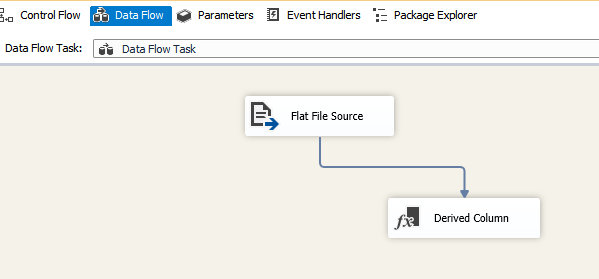 Control Flow Data Flow Parameters Event Handlers Package Explorer
Data Flow Task: Data Flow Task
Flat File Source
fx Derived Column